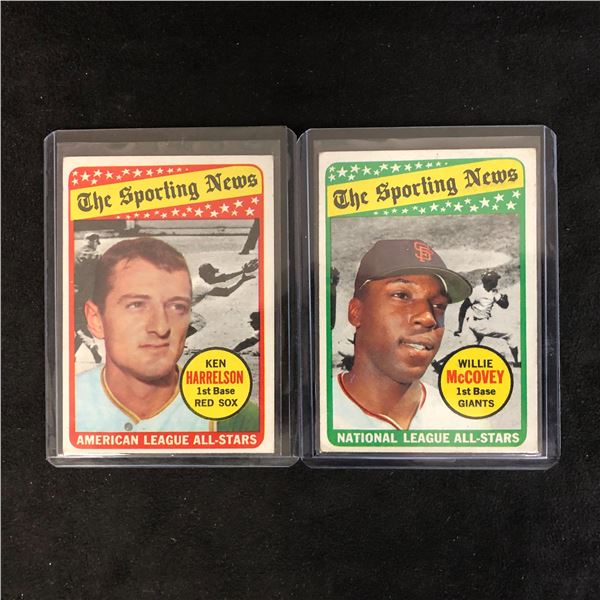 The Sporting News
KEN
HARRELSON
1st Base
RED SOX
AMERICAN LEAGUE ALL-STARS
The Sporting News
SF
WILLIE
McCOVEY
1st Base
GIANTS
NATIONAL LEAGUE ALL-STARS